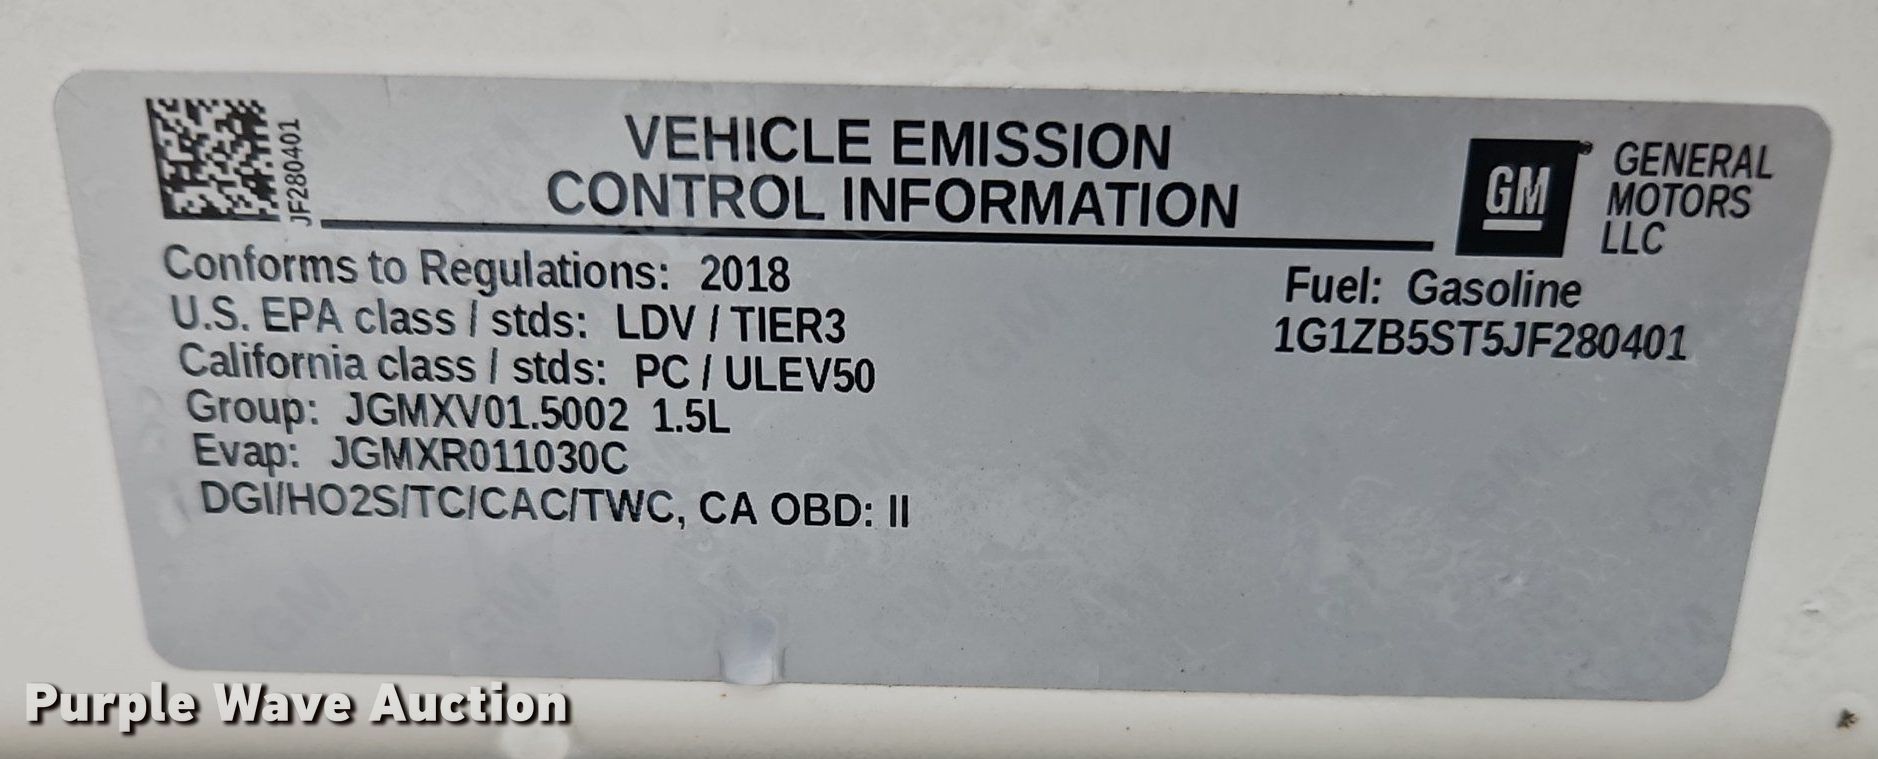 JF280401
VEHICLE EMISSION
CONTROL INFORMATION
GM
GENERAL
MOTORS
LLC
Conforms to Regulations: 2018
U.S. EPA class / stds: LDV / TIER3
California class / stds: PC / ULEV50
Group: JGMXV01.5002 1.5L
Evap: JGMXR011030C
DGI/HO2S/TC/CAC/TWC, CA OBD: II
Fuel: Gasoline
1G1ZB5ST5JF280401
Purple Wave Auction